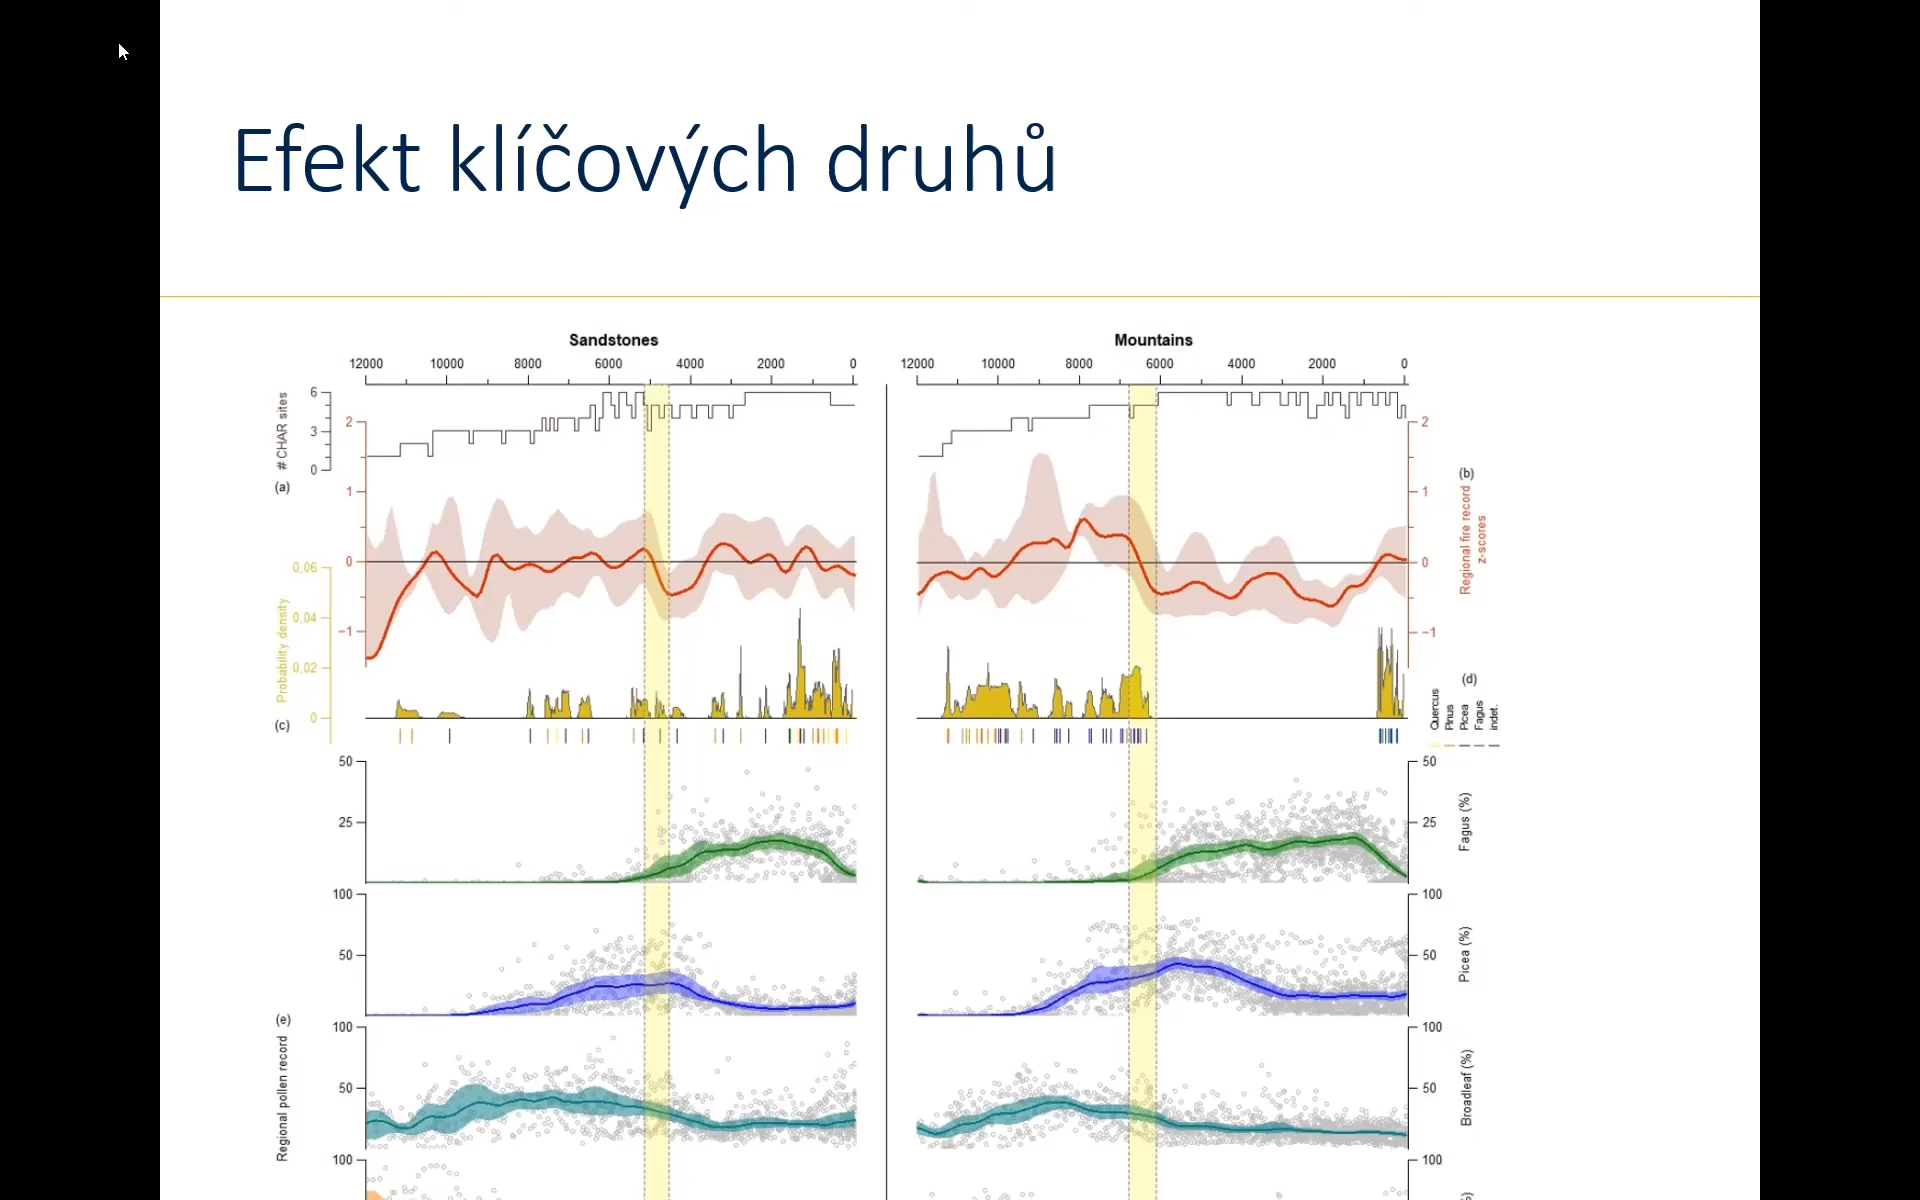 Efekt klíčových druhů
Sandstones
Mountains
12000 10000 8000 6000 4000 2000 0
12000 10000 8000 6000 4000 2000 0
# CHAR sites
6
3
0
(a)
2
1
0
−1
(b)
2
1
0
−1
Regional fire record
z-scores
Probability density
0,06
0,04
0,02
0
(c)
(d)
Quercus
Pinus
Picea
Fagus
indet.
50
25
50
25
Fagus (%)
100
50
100
50
Picea (%)
(e)
Regional pollen record
100
50
100
50
Broadleaf (%)
100
100
%)